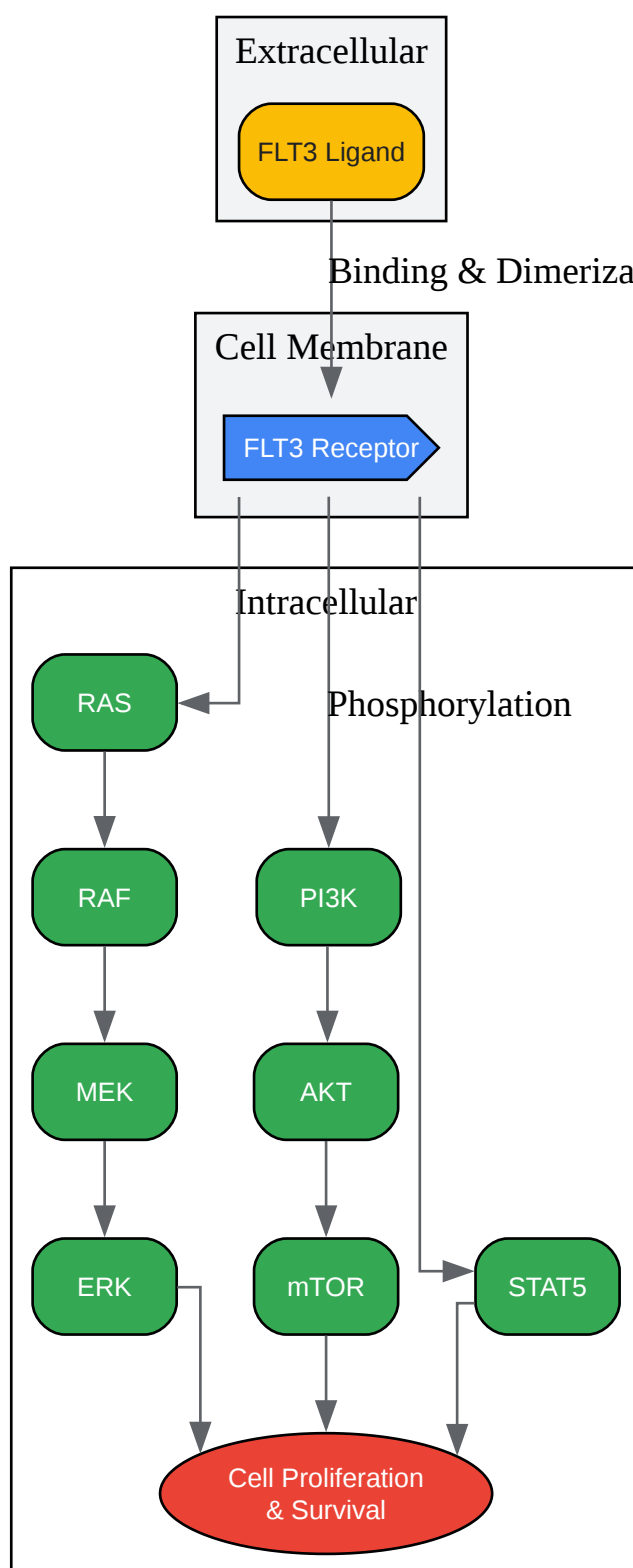 Extracellular
FLT3 Ligand
Binding & Dimeriza
Cell Membrane
FLT3 Receptor
Intracellular
RAS
Phosphorylation
RAF
PI3K
MEK
AKT
ERK
mTOR
STAT5
Cell Proliferation
& Survival